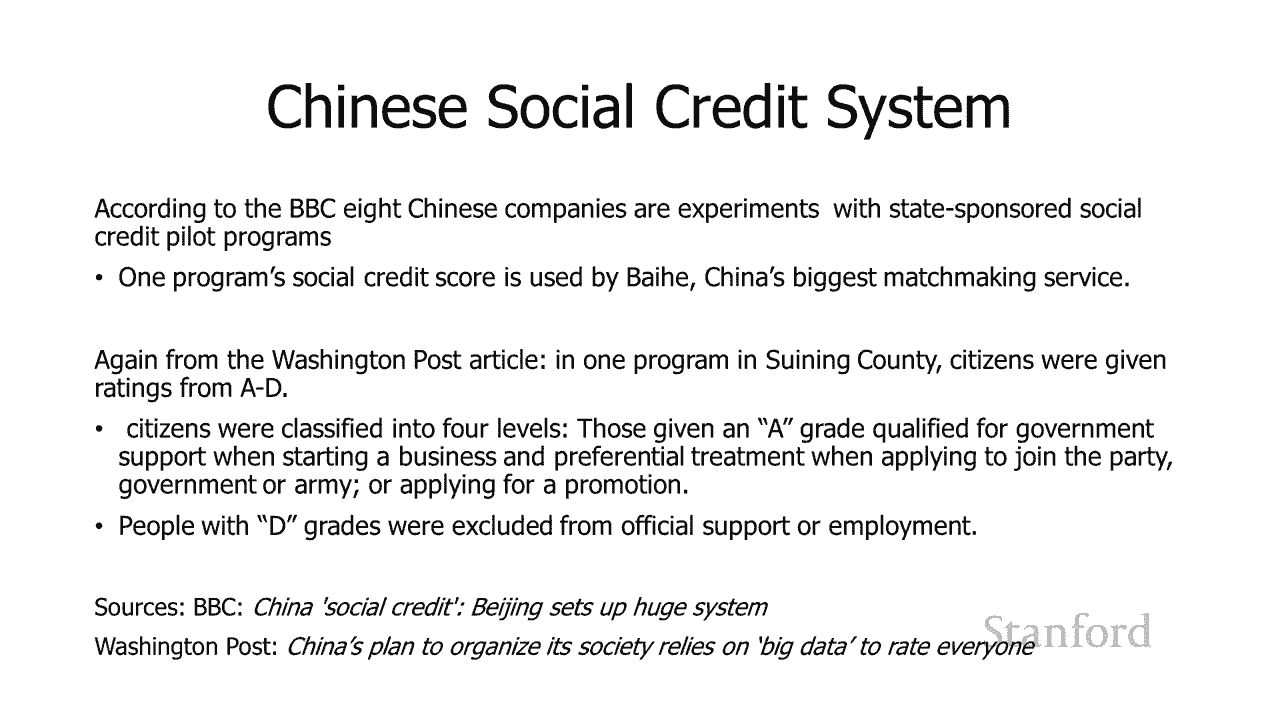 Chinese Social Credit System
According to the BBC eight Chinese companies are experiments  with state-sponsored social
credit pilot programs
• One program’s social credit score is used by Baihe, China’s biggest matchmaking service.
Again from the Washington Post article: in one program in Suining County, citizens were given
ratings from A-D.
•  citizens were classified into four levels: Those given an “A” grade qualified for government
support when starting a business and preferential treatment when applying to join the party,
government or army; or applying for a promotion.
• People with “D” grades were excluded from official support or employment.
Sources: BBC: China 'social credit': Beijing sets up huge system
Stanford
Washington Post: China’s plan to organize its society relies on ‘big data’ to rate everyone